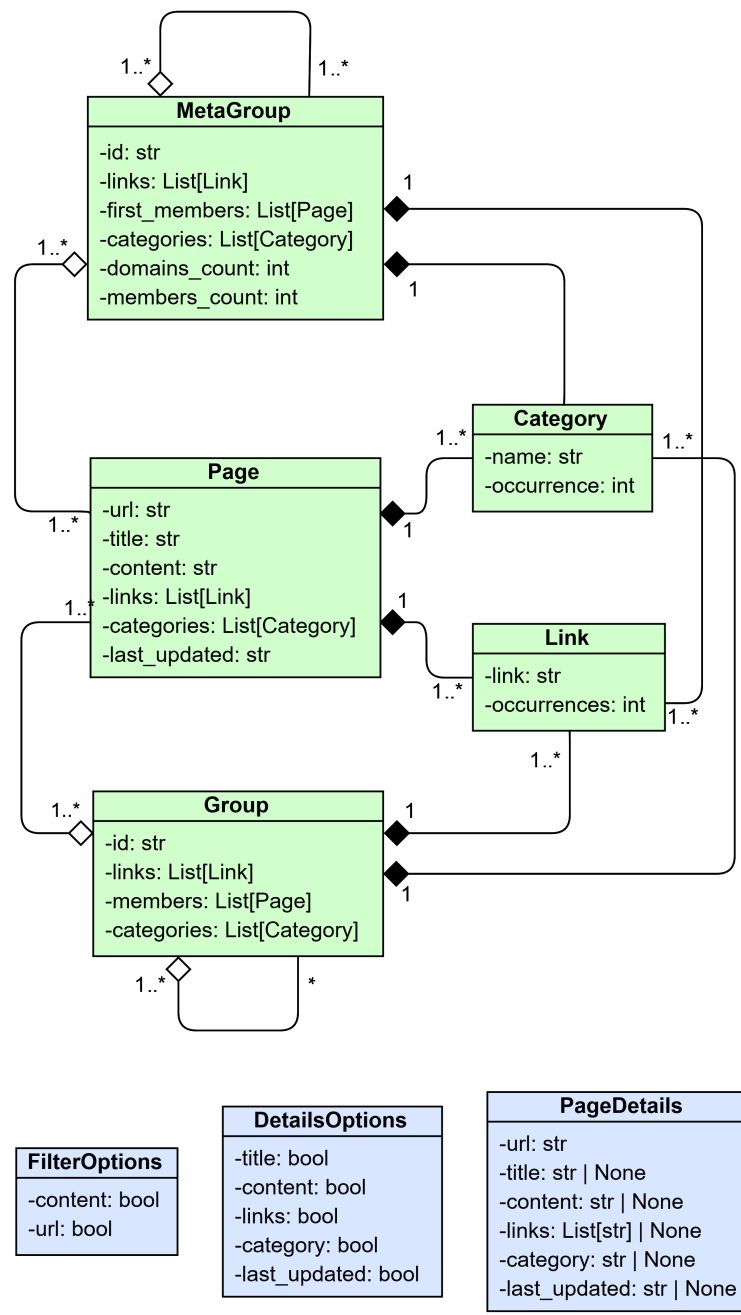 1..*
1..*
MetaGroup
-id: str
-links: List[Link]
-first_members: List[Page]
-categories: List[Category]
-domains_count: int
-members_count: int
1
1
1..*
1..*
Category
-name: str
-occurrence: int
1..*
1..*
Page
-url: str
-title: str
-content: str
-links: List[Link]
-categories: List[Category]
-last_updated: str
1
1
1..*
1..*
Link
-link: str
-occurrences: int
1..*
1..*
1..*
Group
-id: str
-links: List[Link]
-members: List[Page]
-categories: List[Category]
1
1
1..*
*
FilterOptions
-content: bool
-url: bool
DetailsOptions
-title: bool
-content: bool
-links: bool
-category: bool
-last_updated: bool
PageDetails
-url: str
-title: str | None
-content: str | None
-links: List[str] | None
-category: str | None
-last_updated: str | None